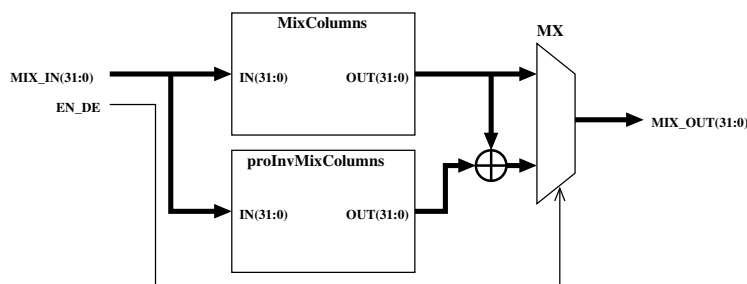 MixColumns
MX
MIX_IN(31:0)
IN(31:0)
OUT(31:0)
EN_DE
MIX_OUT(31:0)
proInvMixColumns
IN(31:0)
OUT(31:0)